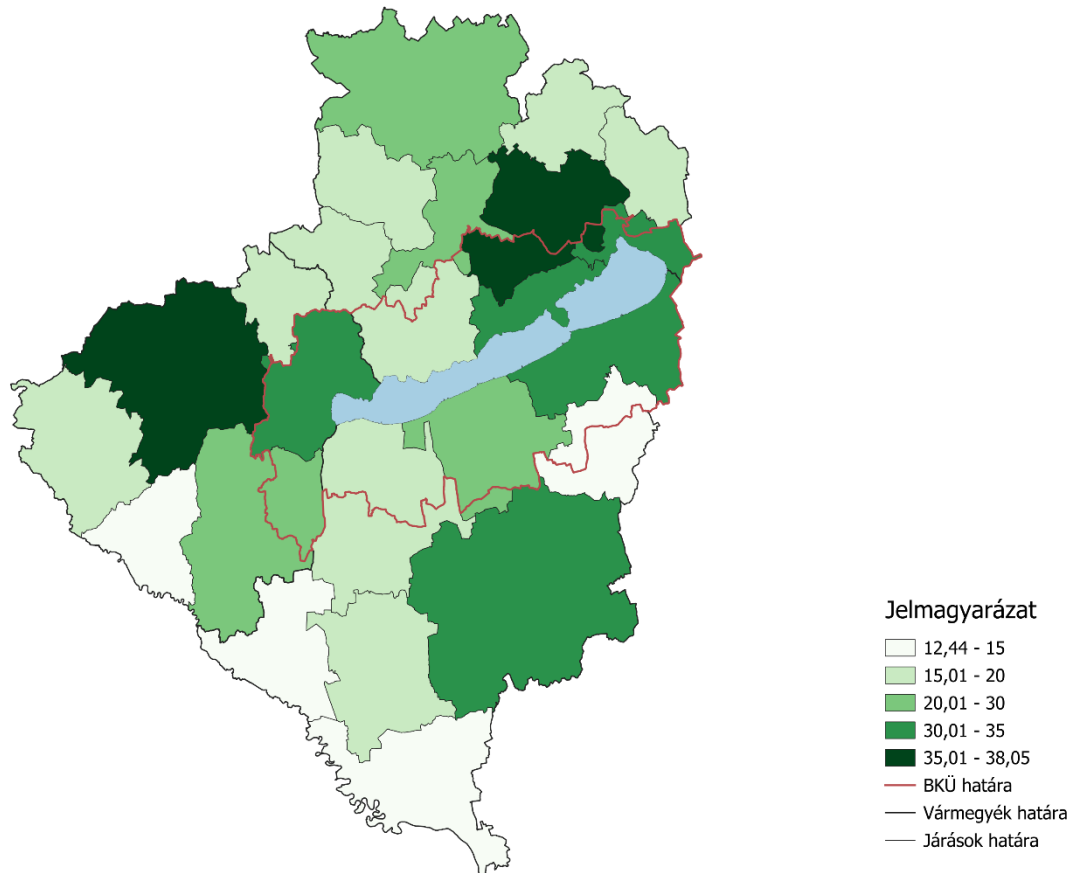 Jelmagyarázat
12,44 - 15
15,01 - 20
20,01 - 30
30,01 - 35
35,01 - 38,05
BKÜ határa
Vármegyék határa
Járások határa